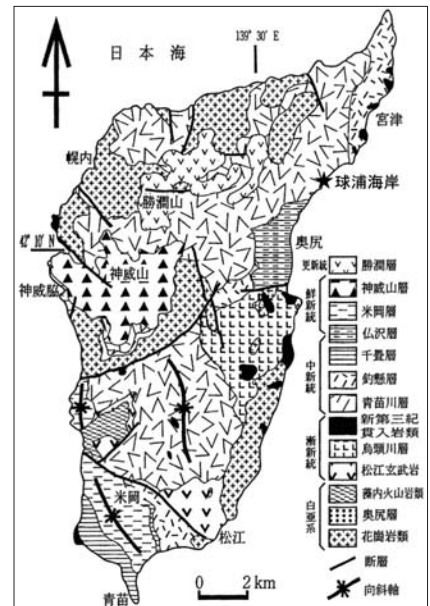 139° 30' E
日本海
宮津
幌内
球浦海岸
勝澗山
42° 10' N
奥尻
神威山
神威脇
更新統
勝澗層
鮮新統
神威山層
米岡層
中新統
仏沢層
千畳層
釣懸層
青苗川層
漸新統
新第三紀
貫入岩類
烏頭川層
松江玄武岩
白亜系
藻内火山岩類
奥尻層
花崗岩類
米岡
松江
断層
向斜軸
青苗
0 2 km